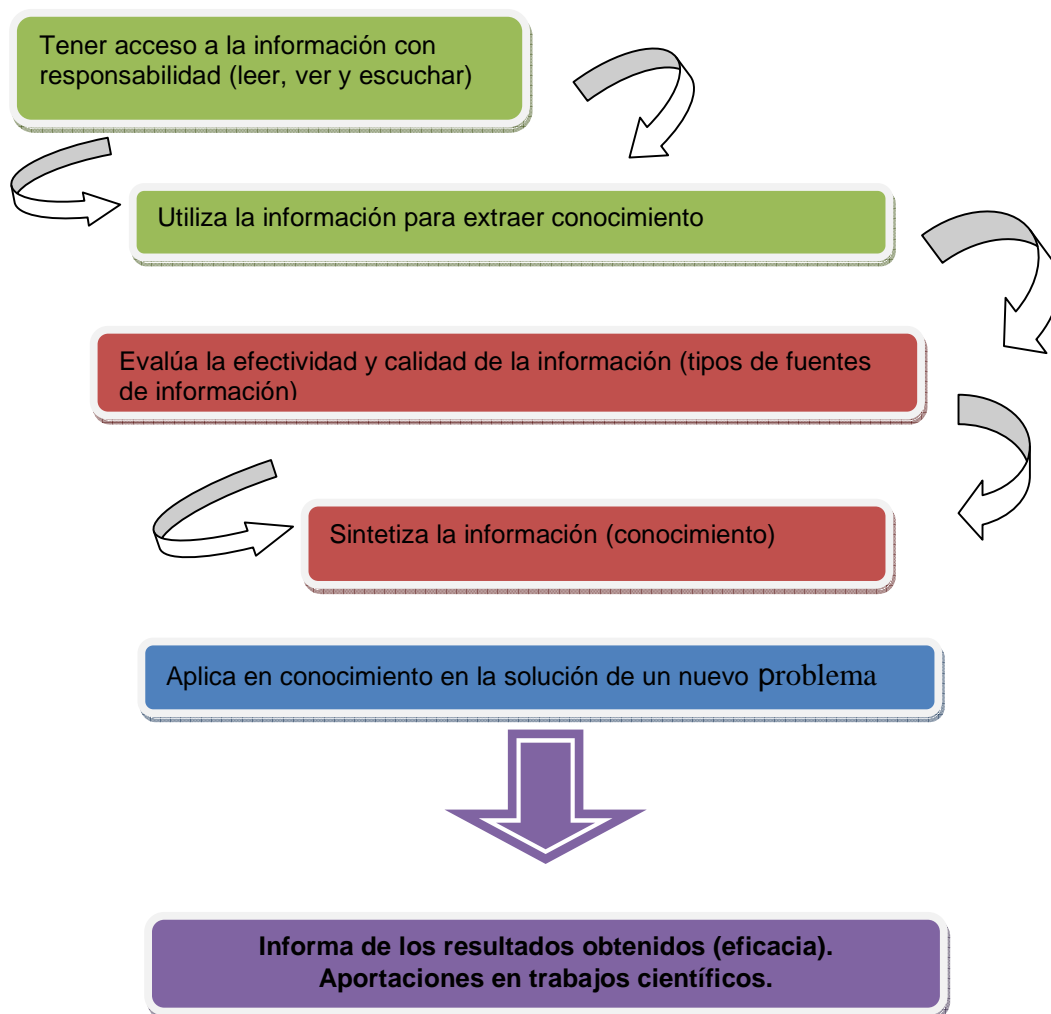 Tener acceso a la información con
responsabilidad (leer, ver y escuchar)
Utiliza la información para extraer conocimiento
Evalúa la efectividad y calidad de la información (tipos de fuentes
de información)
Sintetiza la información (conocimiento)
Aplica en conocimiento en la solución de un nuevo problema
Informa de los resultados obtenidos (eficacia).
Aportaciones en trabajos científicos.